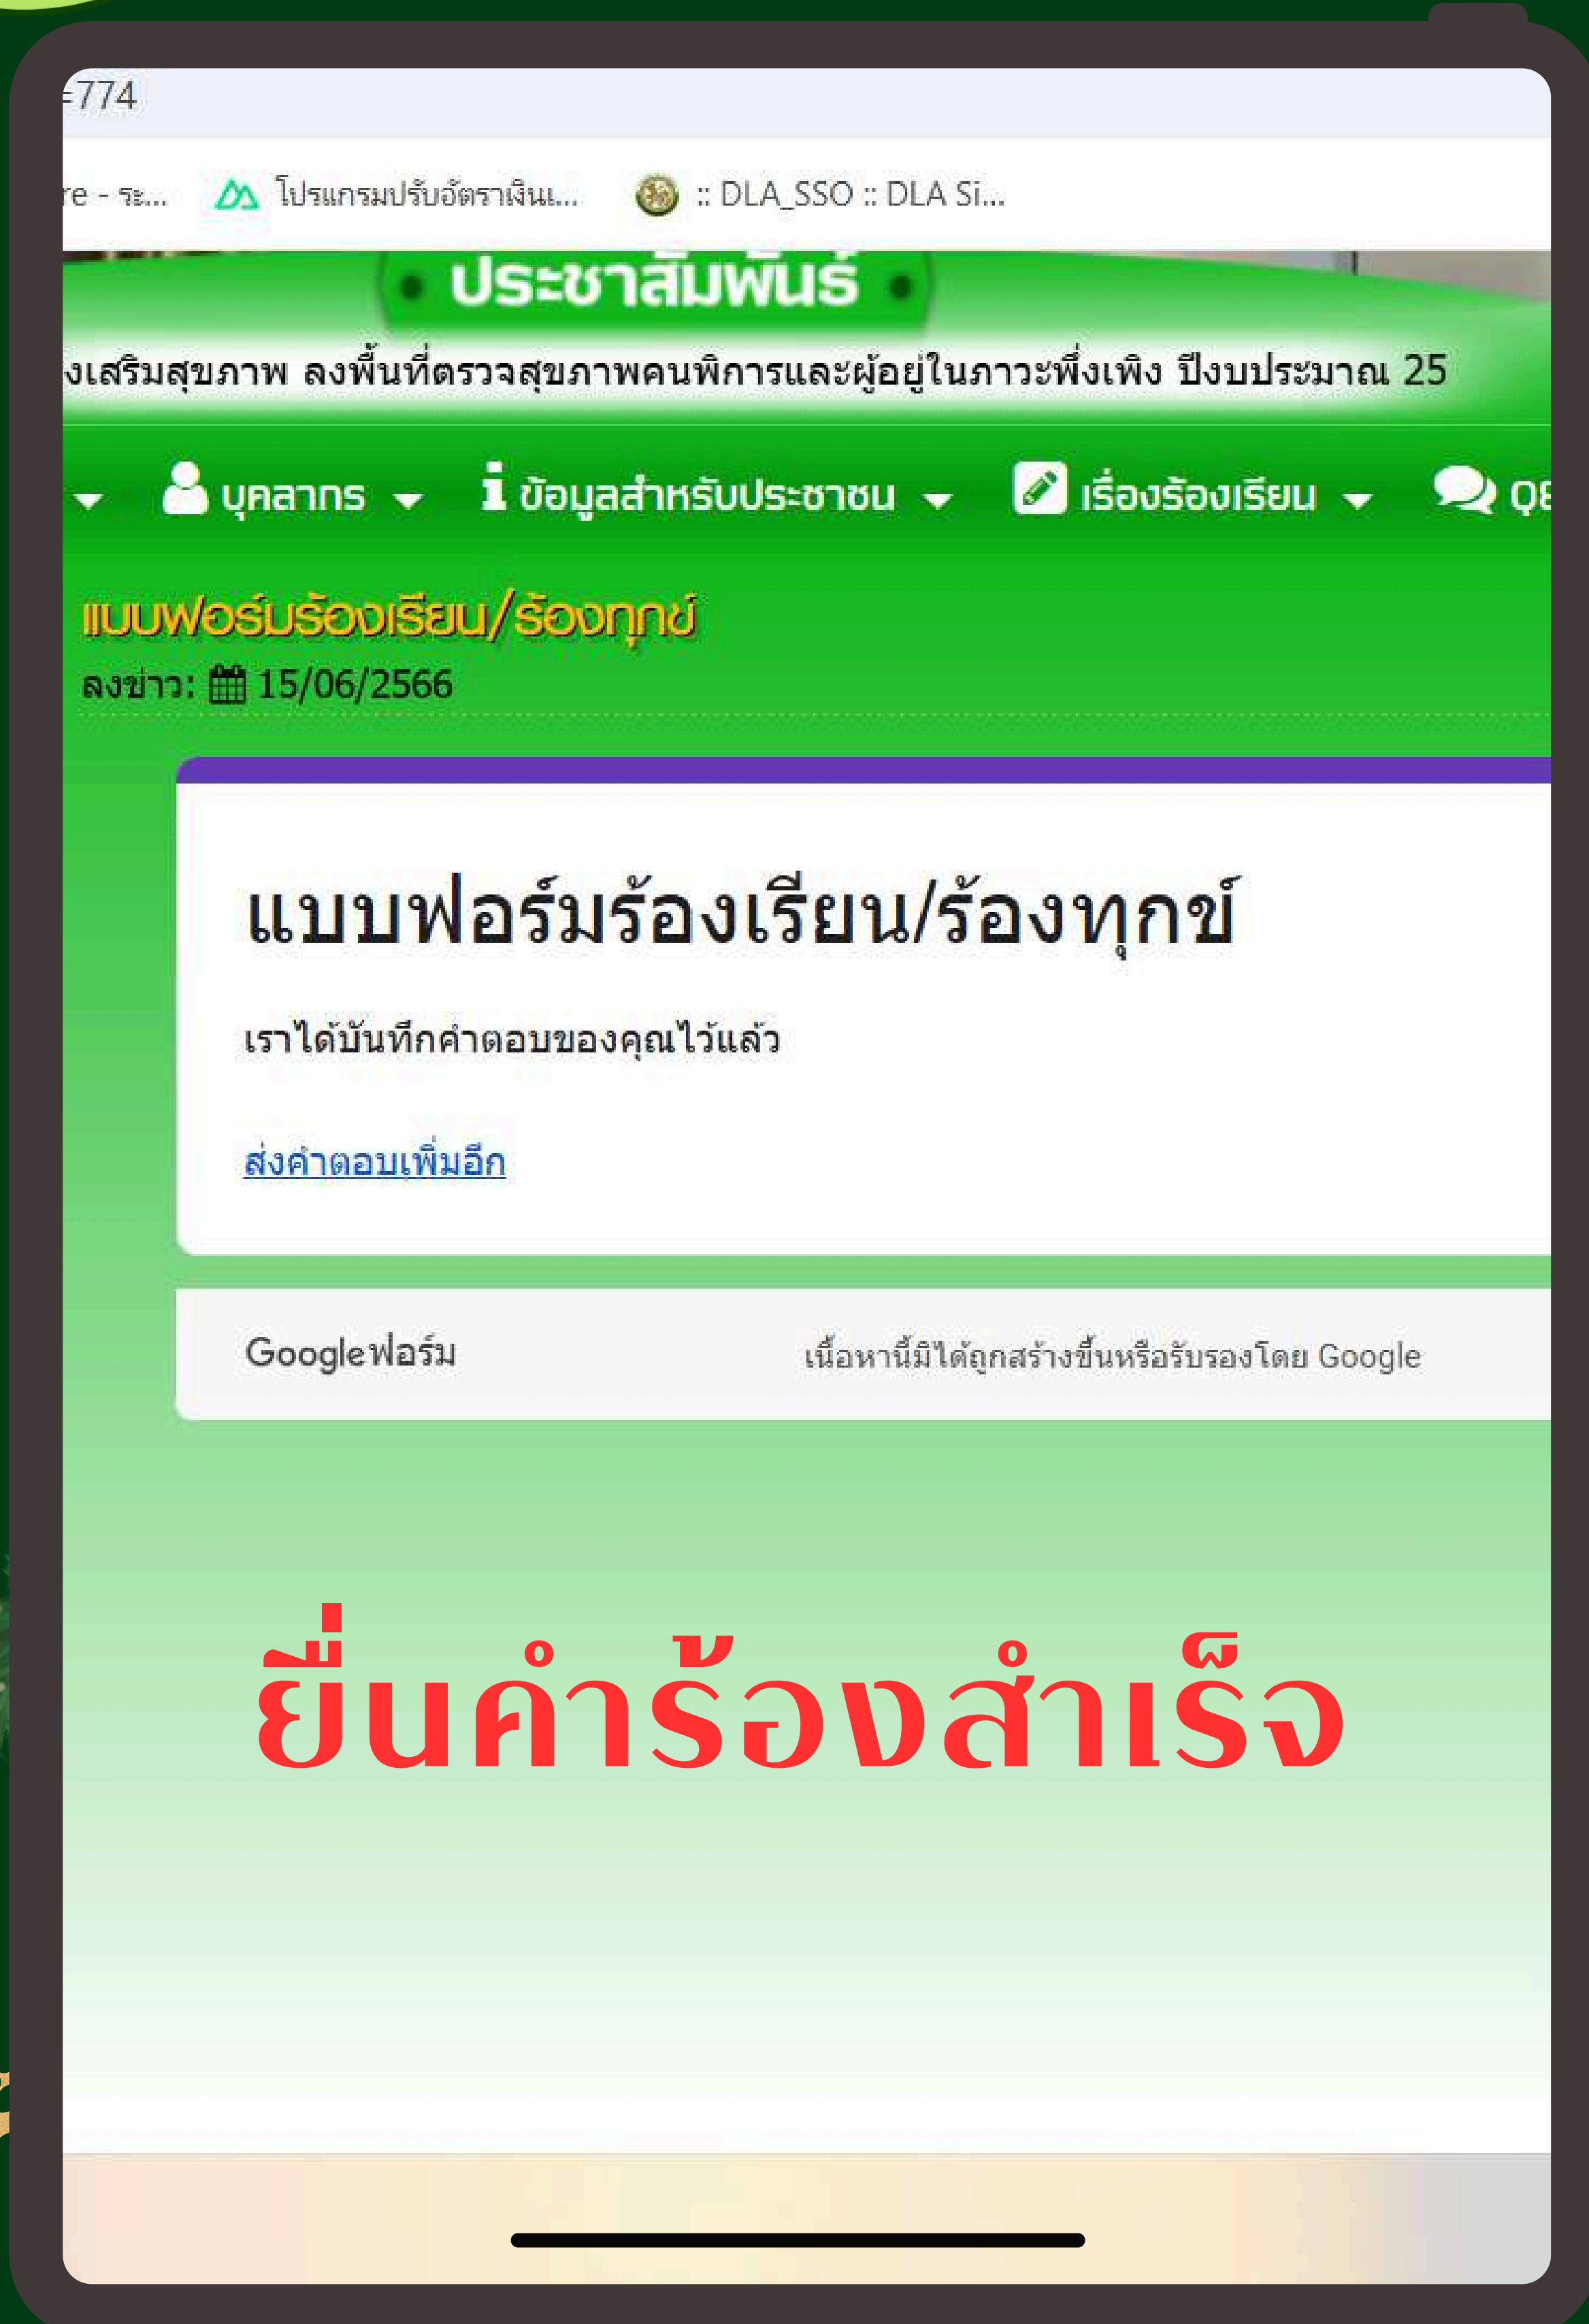 =774
re - ระ... โปรแกรมปรับอัตราเงินเ... :: DLA_SSO :: DLA Si...
• ประชาสัมพันธ์ •
งเสริมสุขภาพ ลงพื้นที่ตรวจสุขภาพคนพิการและผู้อยู่ในภาวะพึ่งเพิง ปีงบประมาณ 25
บุคลากร ข้อมูลสำหรับประชาชน เรื่องร้องเรียน
แบบฟอร์มร้องเรียน/ร้องทุกข์
ลงข่าว: 15/06/2566
แบบฟอร์มร้องเรียน/ร้องทุกข์
เราได้บันทึกคำตอบของคุณไว้แล้ว
ส่งคำตอบเพิ่มอีก
Googleฟอร์ม เนื้อหานี้มิได้ถูกสร้างขึ้นหรือรับรองโดย Google
ยื่นคำร้องสำเร็จ